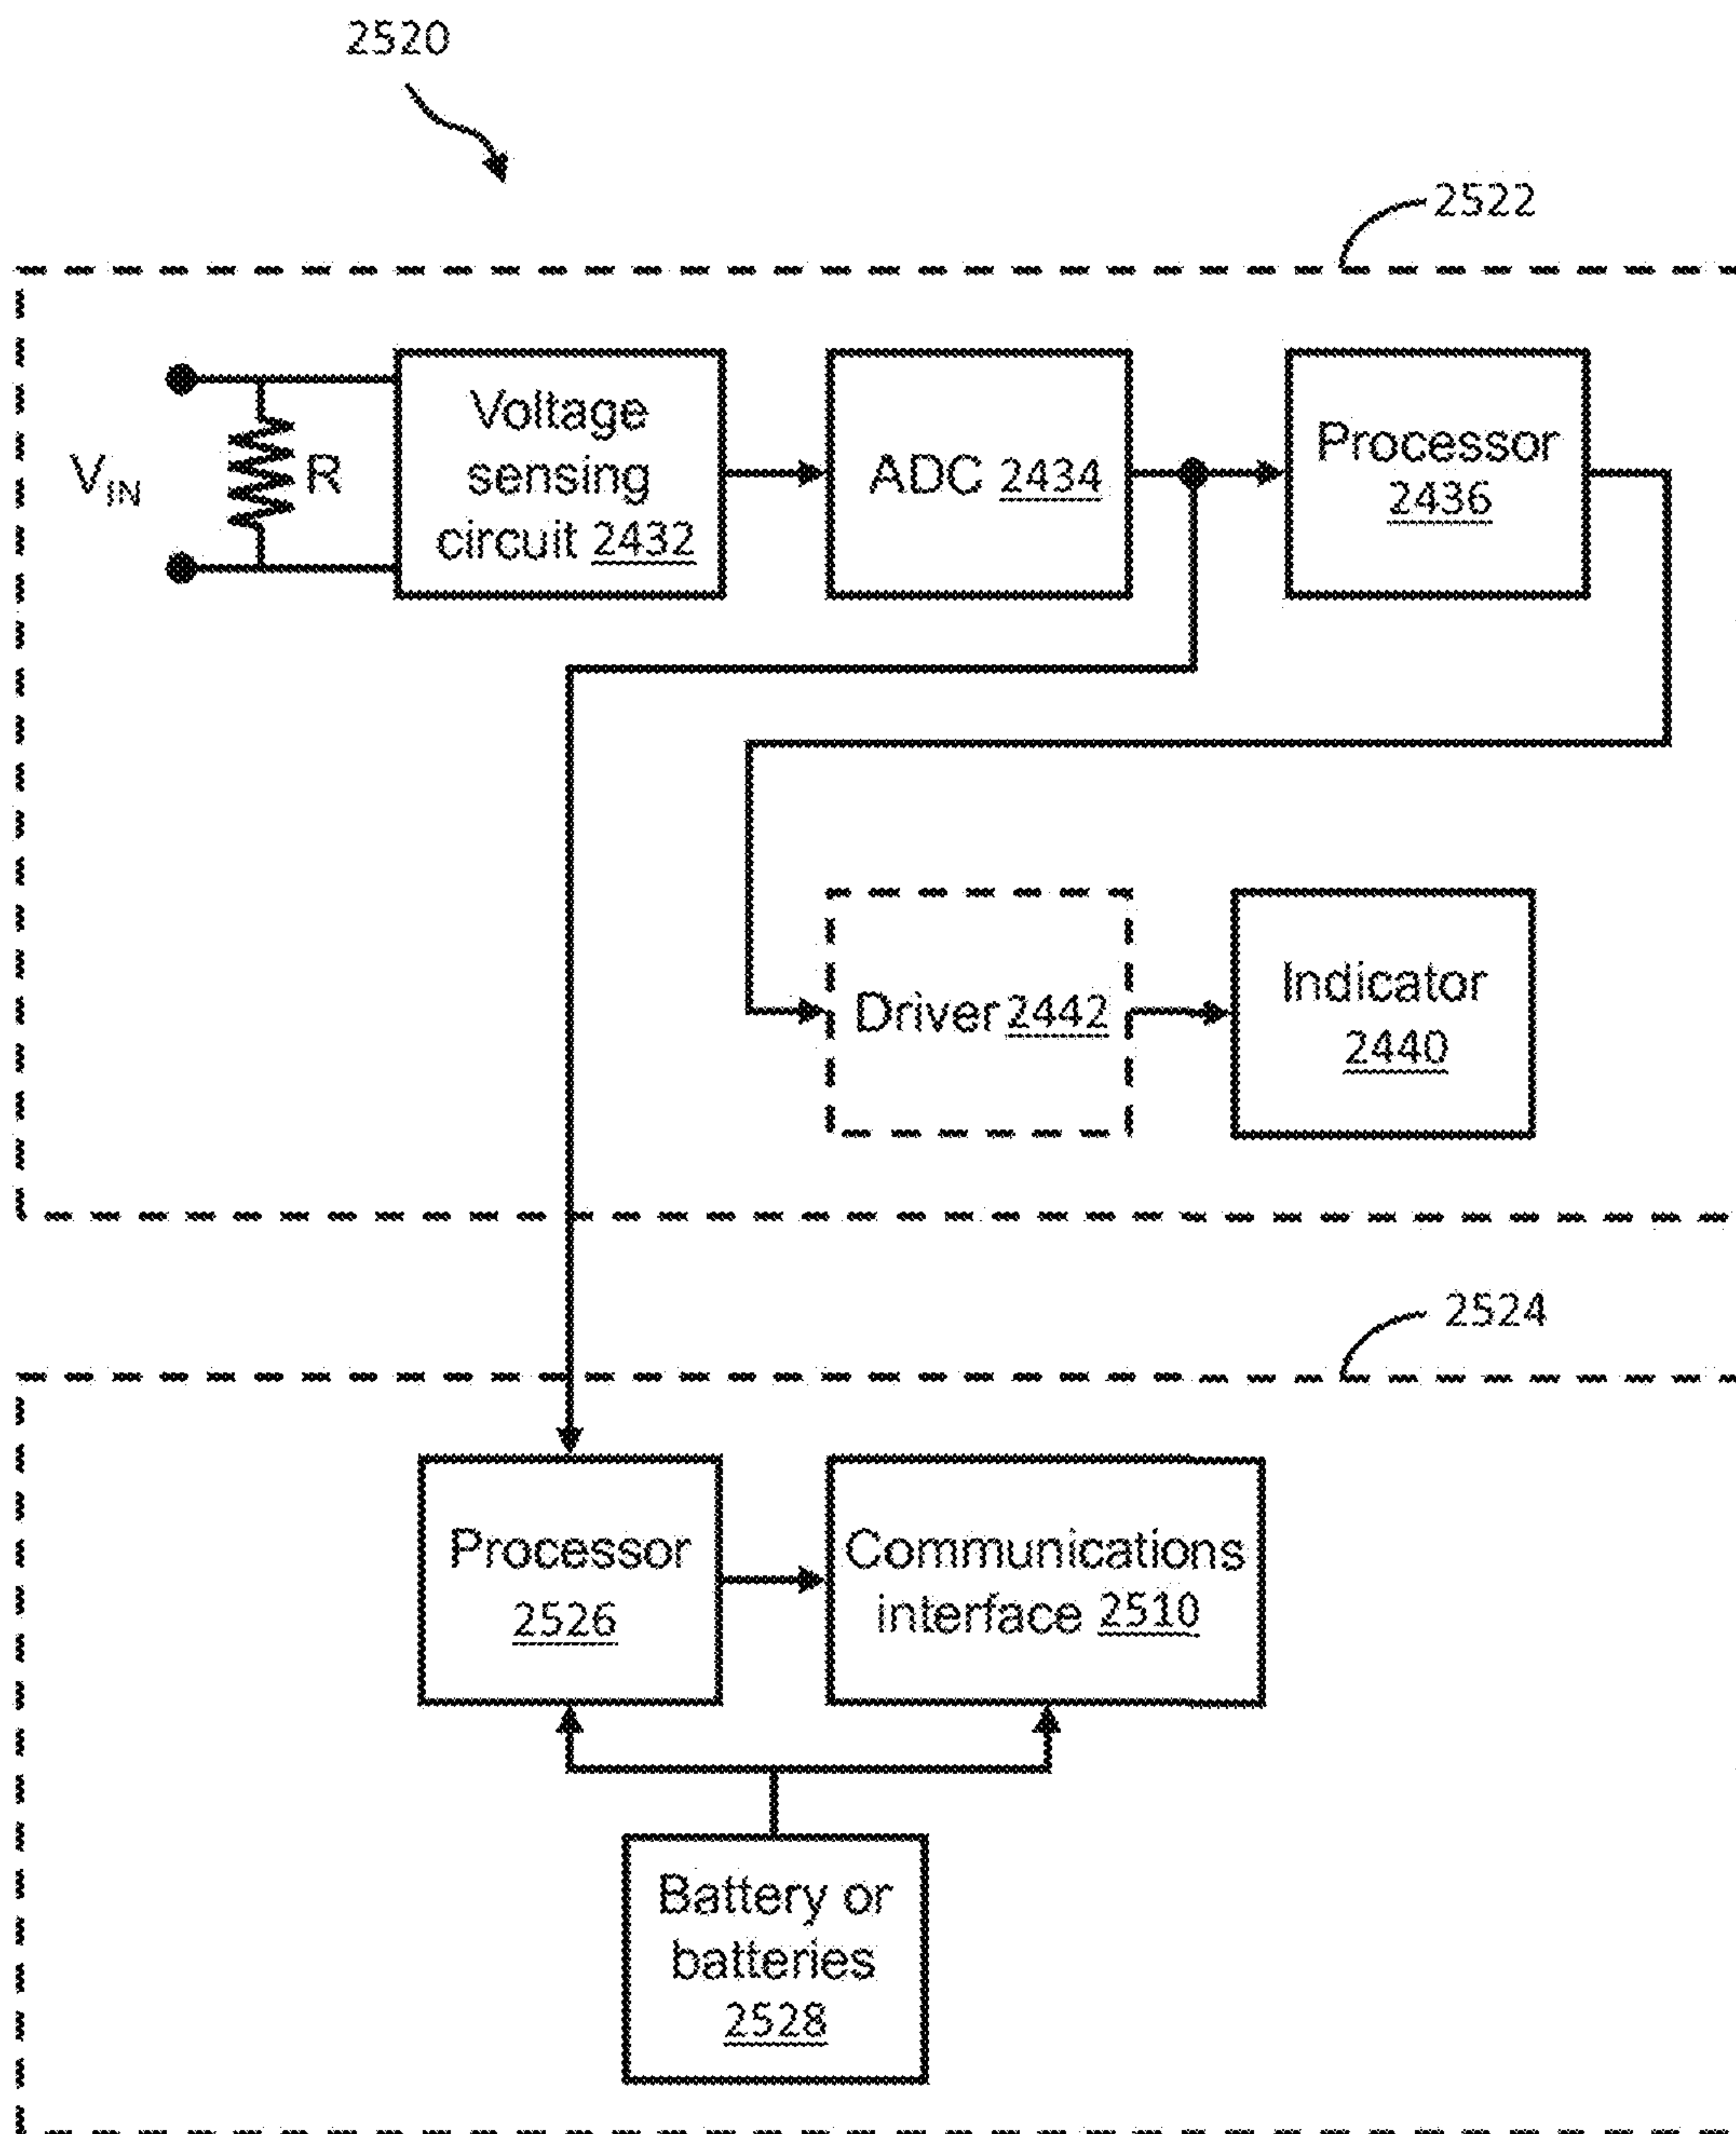 2520
2522
Voltage
sensing
circuit 2432
ADC 2434
Processor
2436
V_IN
R
Driver 2442
Indicator
2440
2524
Processor
2526
Communications
interface 2510
Battery or
batteries
2528